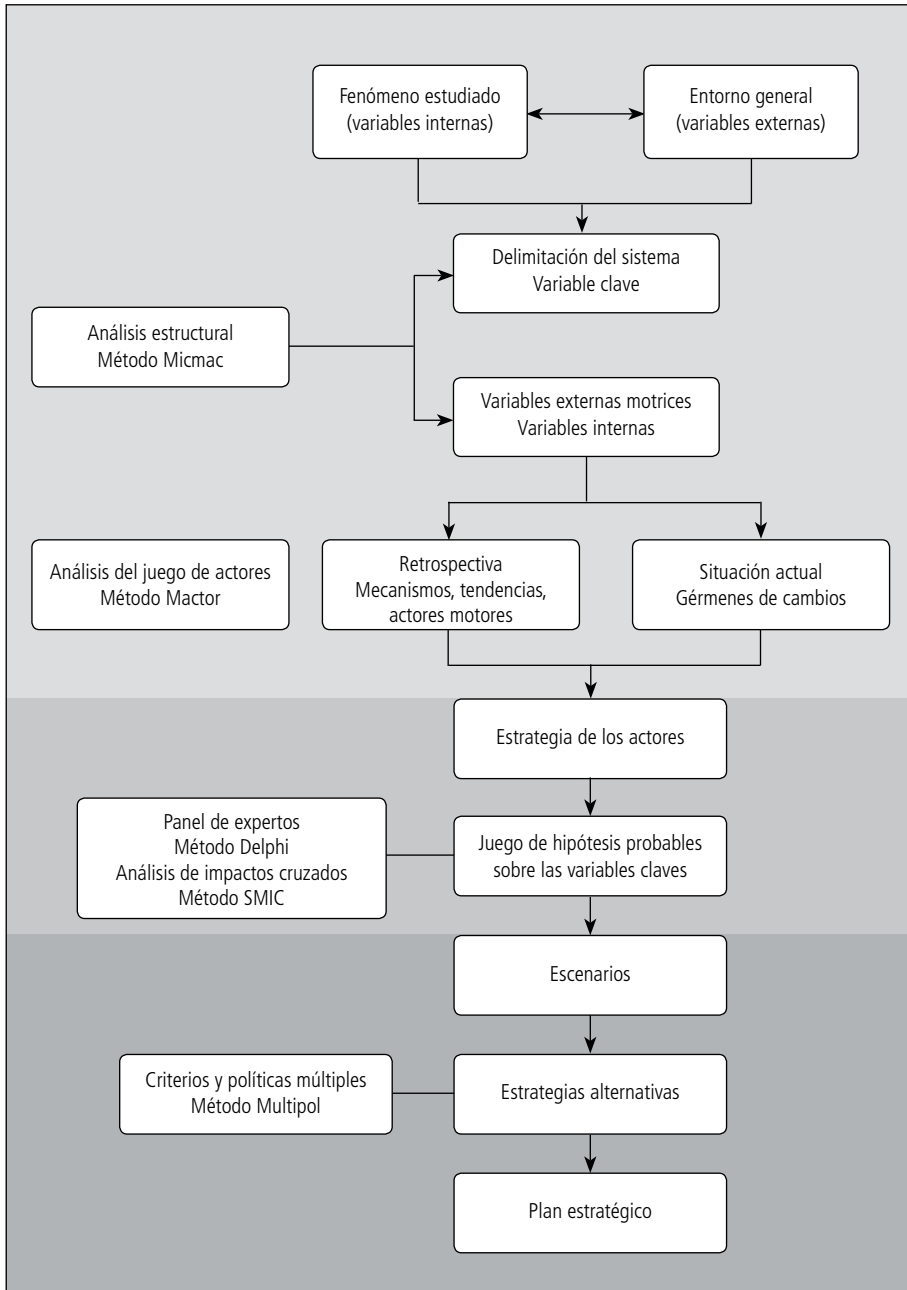 Fenómeno estudiado
(variables internas)
Entorno general
(variables externas)
Delimitación del sistema
Variable clave
Análisis estructural
Método Micmac
Variables externas motrices
Variables internas
Análisis del juego de actores
Método Mactor
Retrospectiva
Mecanismos, tendencias,
actores motores
Situación actual
Gérmenes de cambios
Estrategia de los actores
Panel de expertos
Método Delphi
Análisis de impactos cruzados
Método SMIC
Juego de hipótesis probables
sobre las variables claves
Escenarios
Criterios y políticas múltiples
Método Multipol
Estrategias alternativas
Plan estratégico